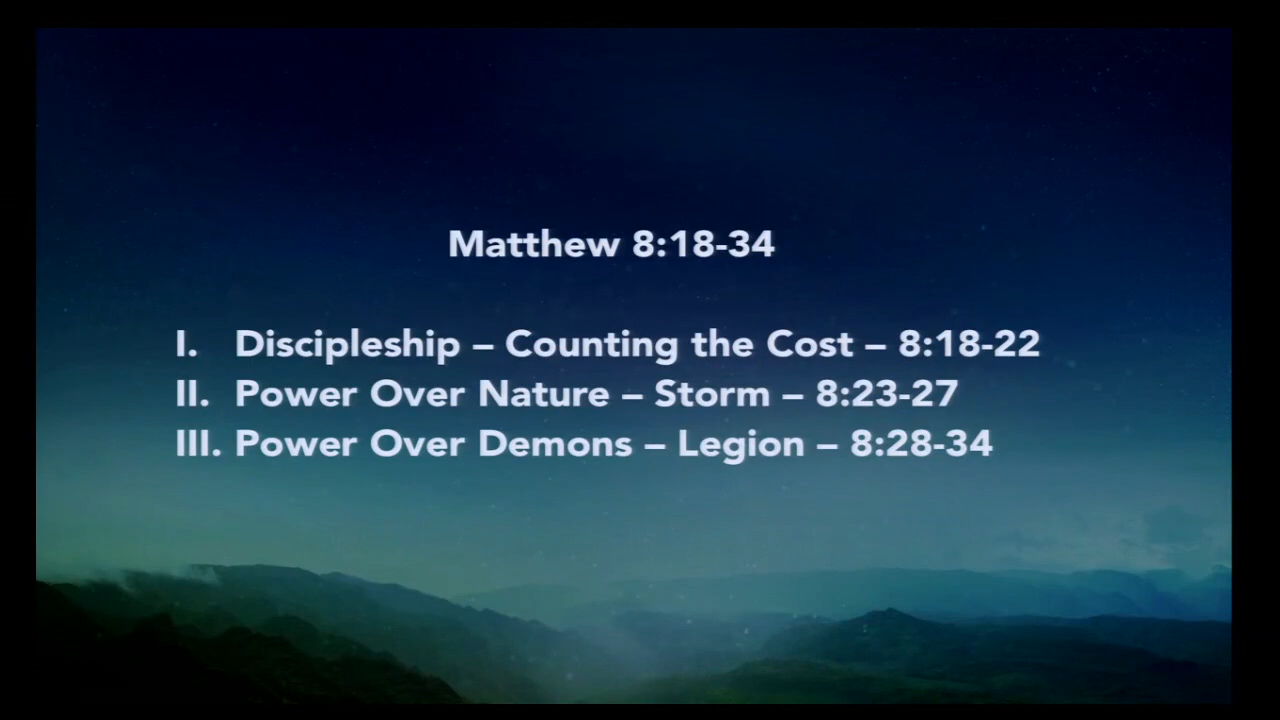 Matthew 8:18-34
I. Discipleship – Counting the Cost – 8:18-22
II. Power Over Nature – Storm – 8:23-27
III. Power Over Demons – Legion – 8:28-34